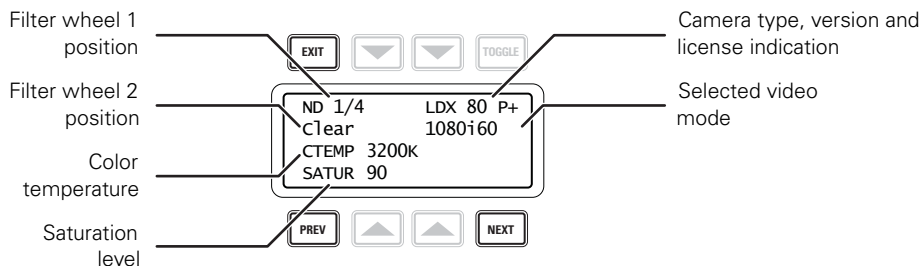 Filter wheel 1
position
Filter wheel 2
position
Color
temperature
Saturation
level
EXIT
TOGGLE
ND 1/4 LDX 80 P+
Clear 1080i60
CTEMP 3200K
SATUR 90
PREV
NEXT
Camera type, version and
license indication
Selected video
mode